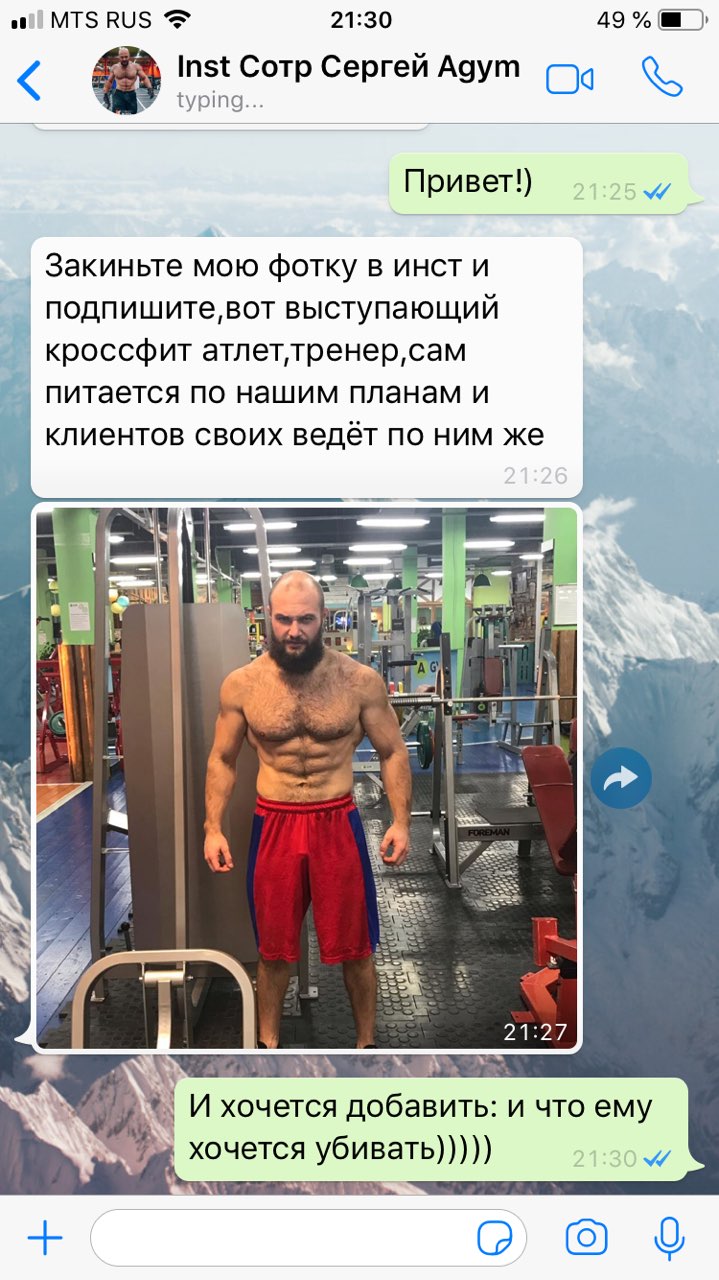 MTS RUS 21:30 49 %
Inst Сотр Сергей Agym
typing...
Привет!) 21:25
Закиньте мою фотку в инст и
подпишите,вот выступающий
кроссфит атлет,тренер,сам
питается по нашим планам и
клиентов своих ведёт по ним же
21:26
A G
FOREMAN
21:27
И хочется добавить: и что ему
хочется убивать)))))
21:30